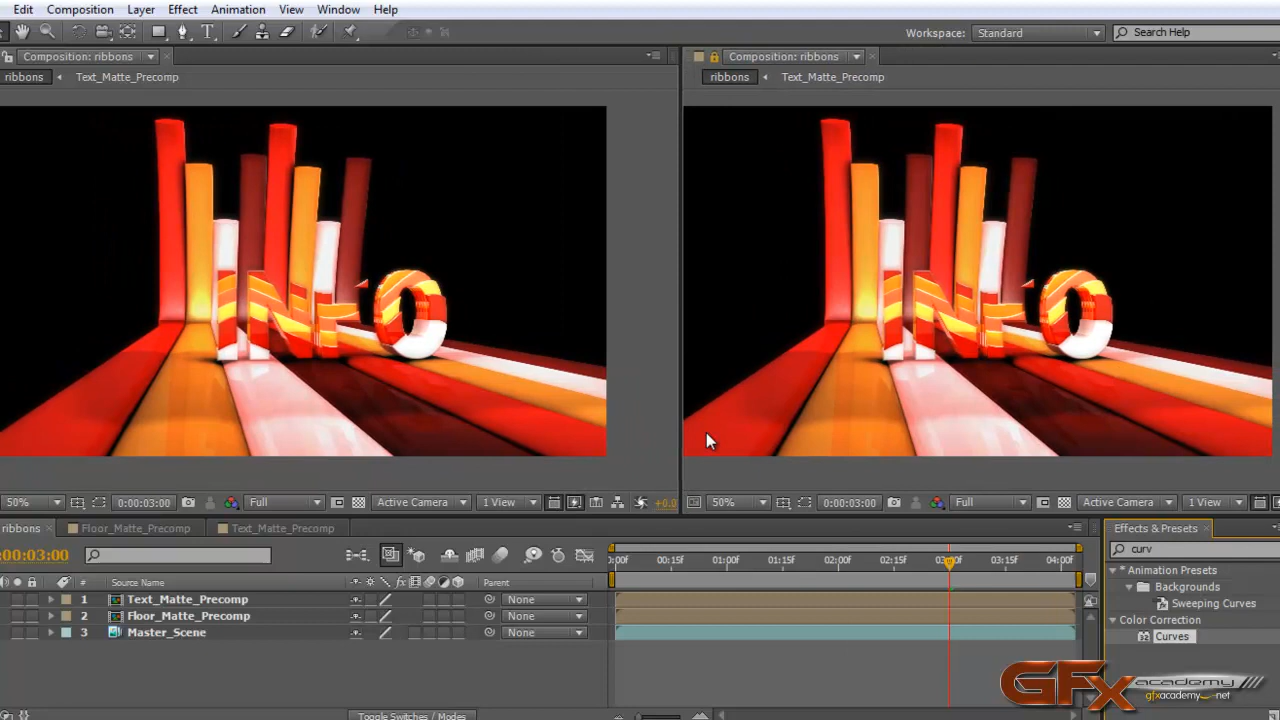 Edit Composition Layer Effect Animation View Window Help
Workspace: Standard Search Help
Composition: ribbons
ribbons Text_Matte_Precomp
Composition: ribbons
ribbons Text_Matte_Precomp
INFO
INFO
50% 0:00:03:00 Full Active Camera 1 View +0.0
50% 0:00:03:00 Full Active Camera 1 View
ribbons Floor_Matte_Precomp Text_Matte_Precomp
:00:03:00
:00f 00:15f 01:00f 01:15f 02:00f 02:15f 03:00f 03:15f 04:00f
# Source Name fx Parent
1 Text_Matte_Precomp None
2 Floor_Matte_Precomp None
3 Master_Scene None
Toggle Switches / Modes
Effects & Presets
curv
* Animation Presets
Backgrounds
Sweeping Curves
Color Correction
32 Curves
GFx academy
gfxacademy.net